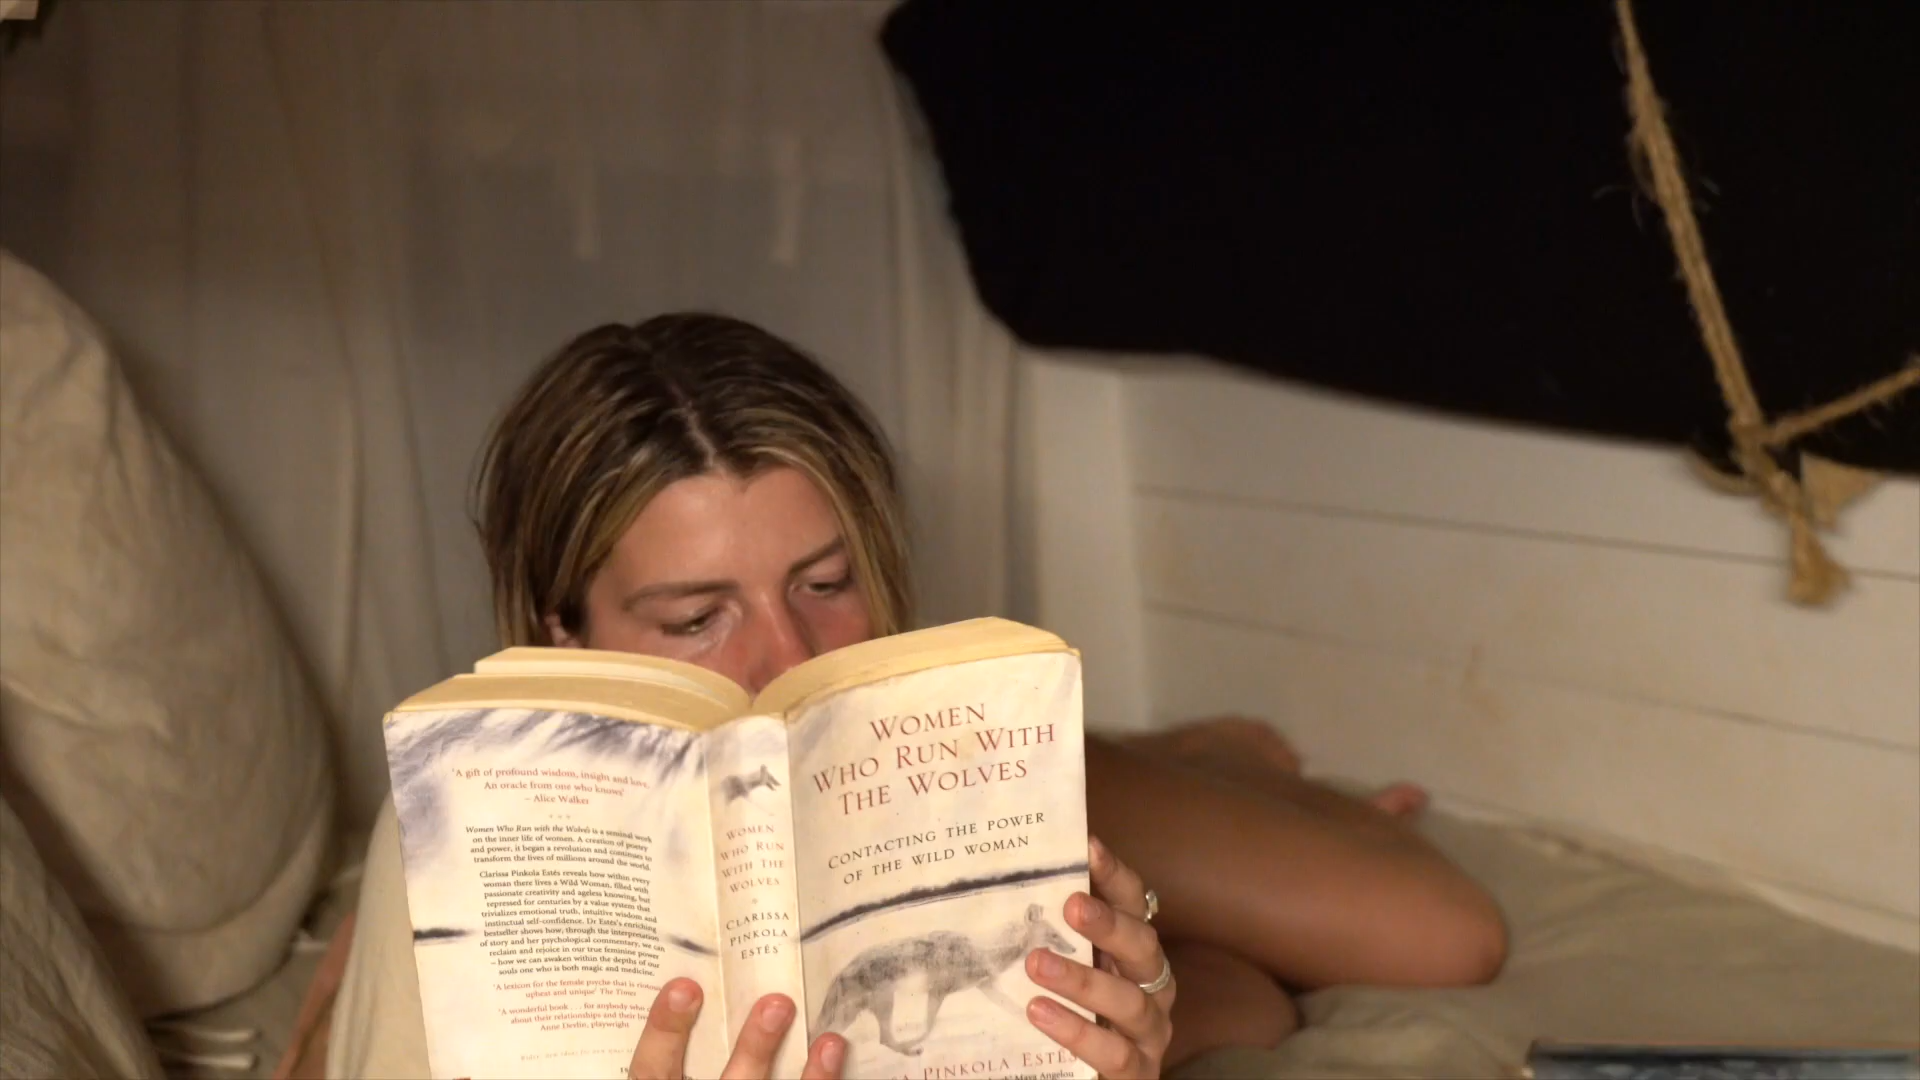 'A gift of profound wisdom, insight and love.
An oracle from one who knows'
– Alice Walker
Women Who Run with the Wolves is a seminal work
on the inner life of women. A creation of poetry
and power, it began a revolution and continues to
transform the lives of millions around the world.
Clarissa Pinkola Estés reveals how within every
woman there lives a Wild Woman, filled with
passionate creativity and ageless knowing, but
repressed for centuries by a value system that
trivializes emotional truth, intuitive wisdom and
instinctual self-confidence. Dr Estés's enriching
bestseller shows how, through the interpretation
of story and her psychological commentary, we can
reclaim and rejoice in our true feminine power
– how we can awaken within the depths of our
souls one who is both magic and medicine.
'A lexicon for the female psyche that is
upbeat and unique' The Times
'A wonderful book . . . for anybody who
about their relationships and their
Anne Devlin, playwright
WOMEN
WHO RUN
WITH THE
WOLVES
CLARISSA
PINKOLA
ESTÉS
WOMEN
WHO RUN WITH
THE WOLVES
CONTACTING THE POWER
OF THE WILD WOMAN
PINKOLA ESTÉS
Maya Angelou